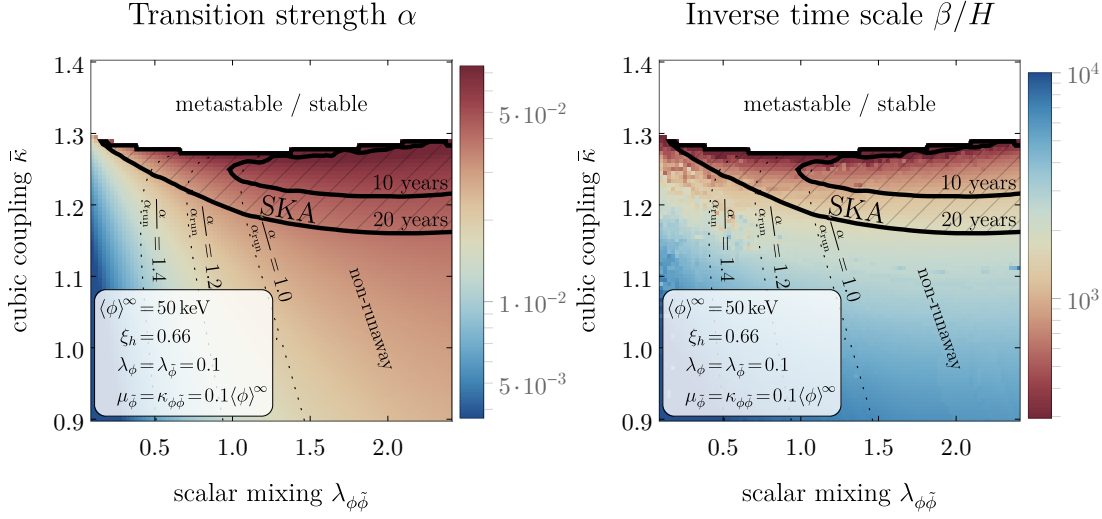 Transition strength α
1.4
1.3
1.2
1.1
1.0
0.9
cubic coupling κ̄
metastable / stable
10 years
20 years
SKA
α/α_run = 1.4
α/α_run = 1.2
α/α_run = 1.0
non-runaway
⟨ϕ⟩^∞ = 50 keV
ξ_h = 0.66
λ_ϕ = λ_ϕ̃ = 0.1
μ_ϕ̃ = κ_ϕϕ̃ = 0.1⟨ϕ⟩^∞
0.5 1.0 1.5 2.0
scalar mixing λ_ϕϕ̃
5·10^−2
1·10^−2
5·10^−3
Inverse time scale β/H
1.4
1.3
1.2
1.1
1.0
0.9
cubic coupling κ̄
metastable / stable
10 years
20 years
SKA
α/α_run = 1.4
α/α_run = 1.2
α/α_run = 1.0
non-runaway
⟨ϕ⟩^∞ = 50 keV
ξ_h = 0.66
λ_ϕ = λ_ϕ̃ = 0.1
μ_ϕ̃ = κ_ϕϕ̃ = 0.1⟨ϕ⟩^∞
0.5 1.0 1.5 2.0
scalar mixing λ_ϕϕ̃
10^4
10^3